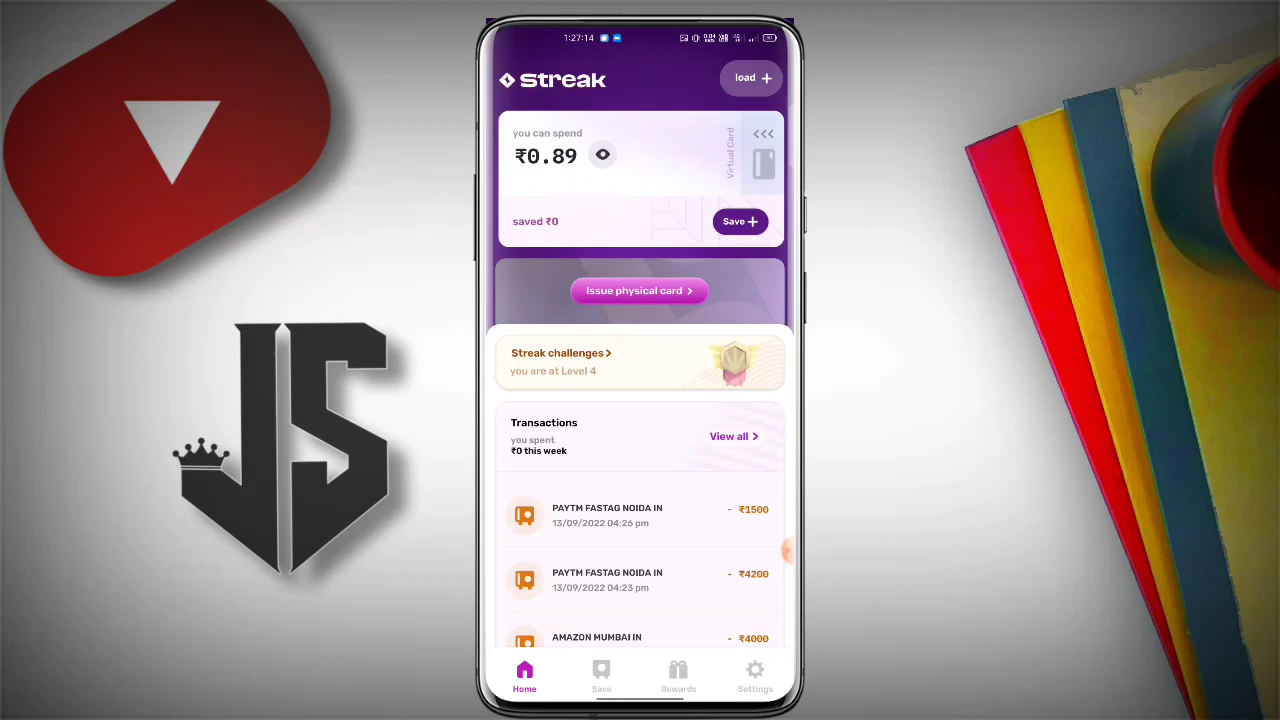 1:27:14
Streak
load +
you can spend
₹0.89
Virtual Card
saved ₹0
Save +
Issue physical card >
Streak challenges >
you are at Level 4
Transactions
you spent
₹0 this week
View all >
PAYTM FASTAG NOIDA IN
- ₹1500
13/09/2022 04:26 pm
PAYTM FASTAG NOIDA IN
- ₹4200
13/09/2022 04:23 pm
AMAZON MUMBAI IN
- ₹4000
Home
Save
Rewards
Settings
JS